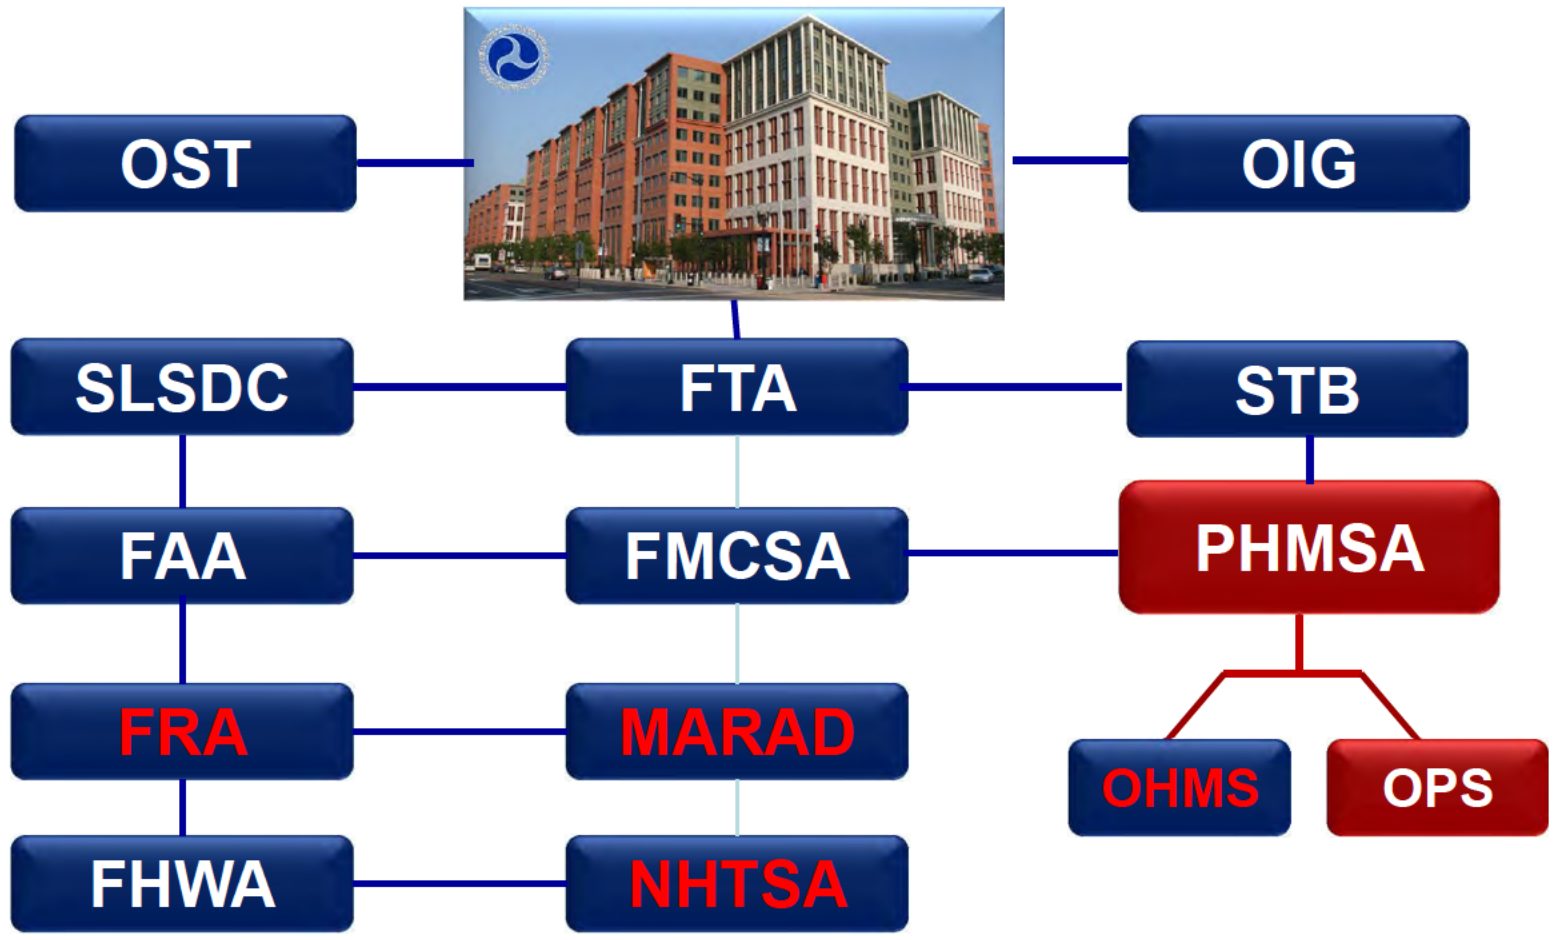 OST
OIG
SLSDC
FTA
STB
FAA
FMCSA
PHMSA
FRA
MARAD
OHMS
OPS
FHWA
NHTSA